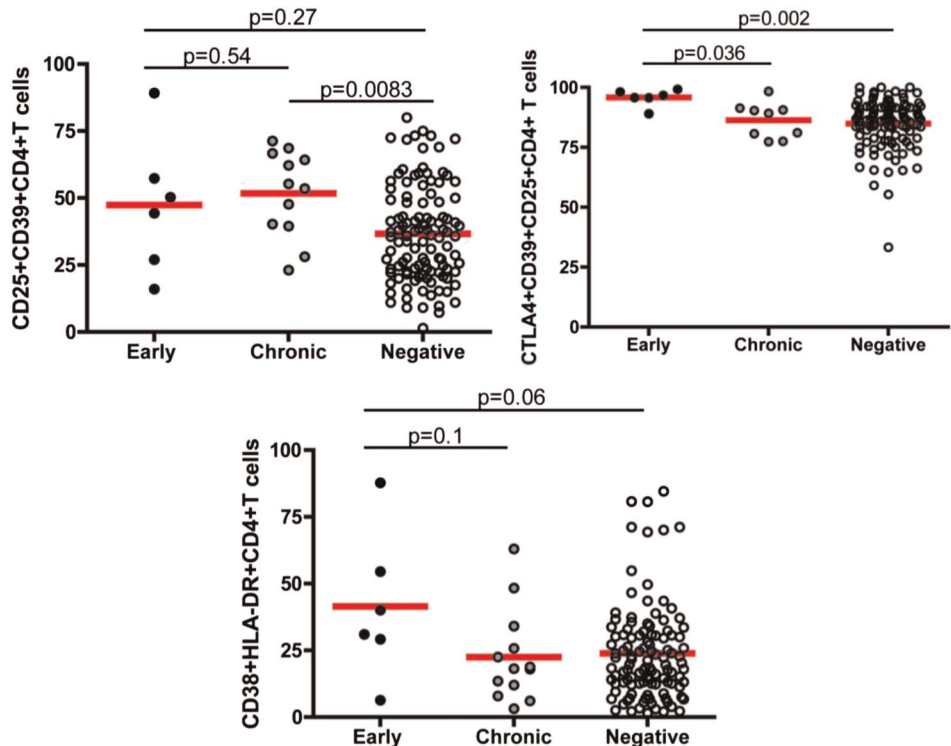 p=0.27
p=0.54
p=0.0083
CD25+CD39+CD4+T cells
100
75
50
25
0
Early Chronic Negative
p=0.002
p=0.036
CTLA4+CD39+CD25+CD4+ T cells
100
75
50
25
0
Early Chronic Negative
p=0.06
p=0.1
CD38+HLA-DR+CD4+T cells
100
75
50
25
0
Early Chronic Negative